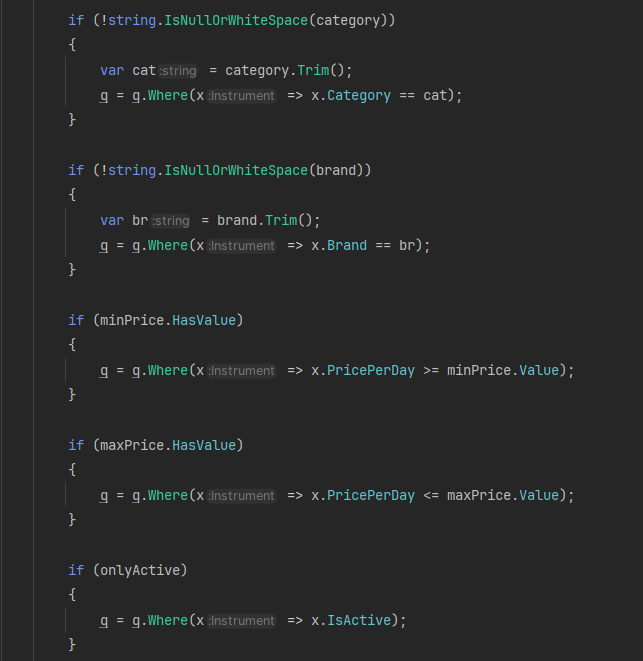 if (!string.IsNullOrWhiteSpace(category))
{
var cat :string = category.Trim();
q = q.Where(x :Instrument => x.Category == cat);
}
if (!string.IsNullOrWhiteSpace(brand))
{
var br :string = brand.Trim();
q = q.Where(x :Instrument => x.Brand == br);
}
if (minPrice.HasValue)
{
q = q.Where(x :Instrument => x.PricePerDay >= minPrice.Value);
}
if (maxPrice.HasValue)
{
q = q.Where(x :Instrument => x.PricePerDay <= maxPrice.Value);
}
if (onlyActive)
{
q = q.Where(x :Instrument => x.IsActive);
}